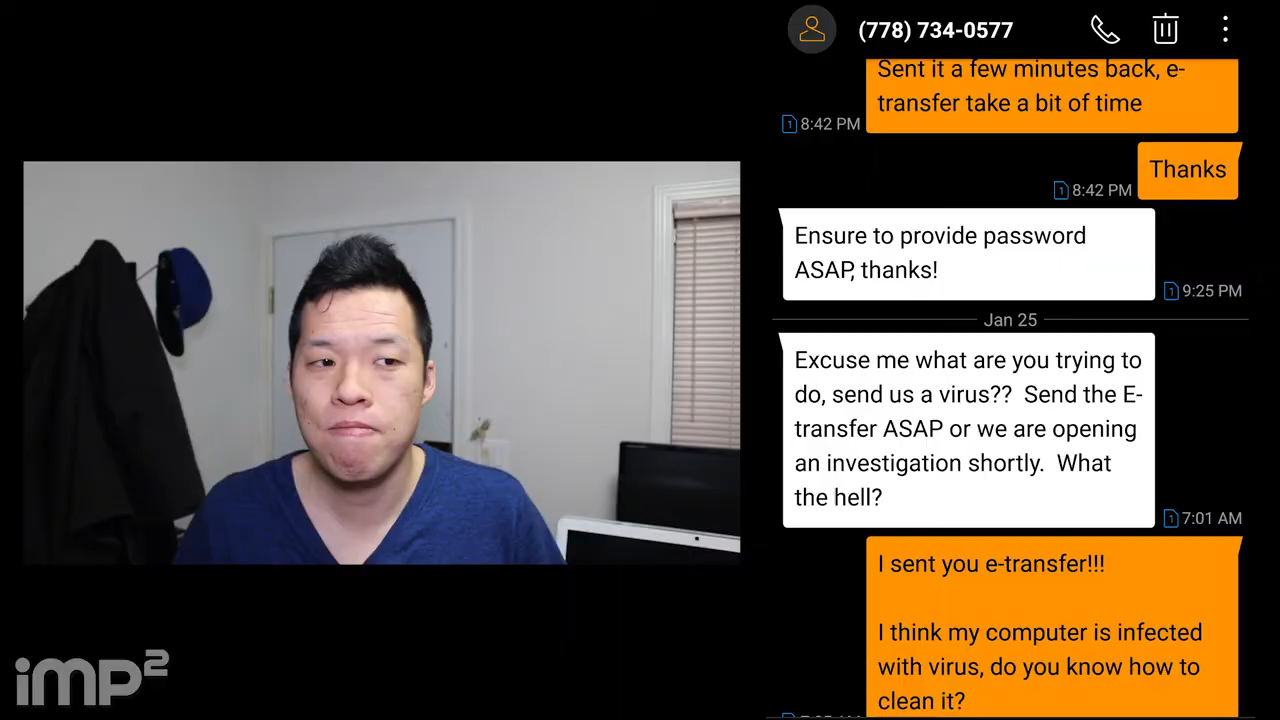 (778) 734-0577
Sent it a few minutes back, e-
transfer take a bit of time
1 8:42 PM
Thanks
1 8:42 PM
Ensure to provide password
ASAP, thanks!
1 9:25 PM
Jan 25
Excuse me what are you trying to
do, send us a virus??  Send the E-
transfer ASAP or we are opening
an investigation shortly.  What
the hell?
1 7:01 AM
I sent you e-transfer!!!
I think my computer is infected
with virus, do you know how to
clean it?
imp2